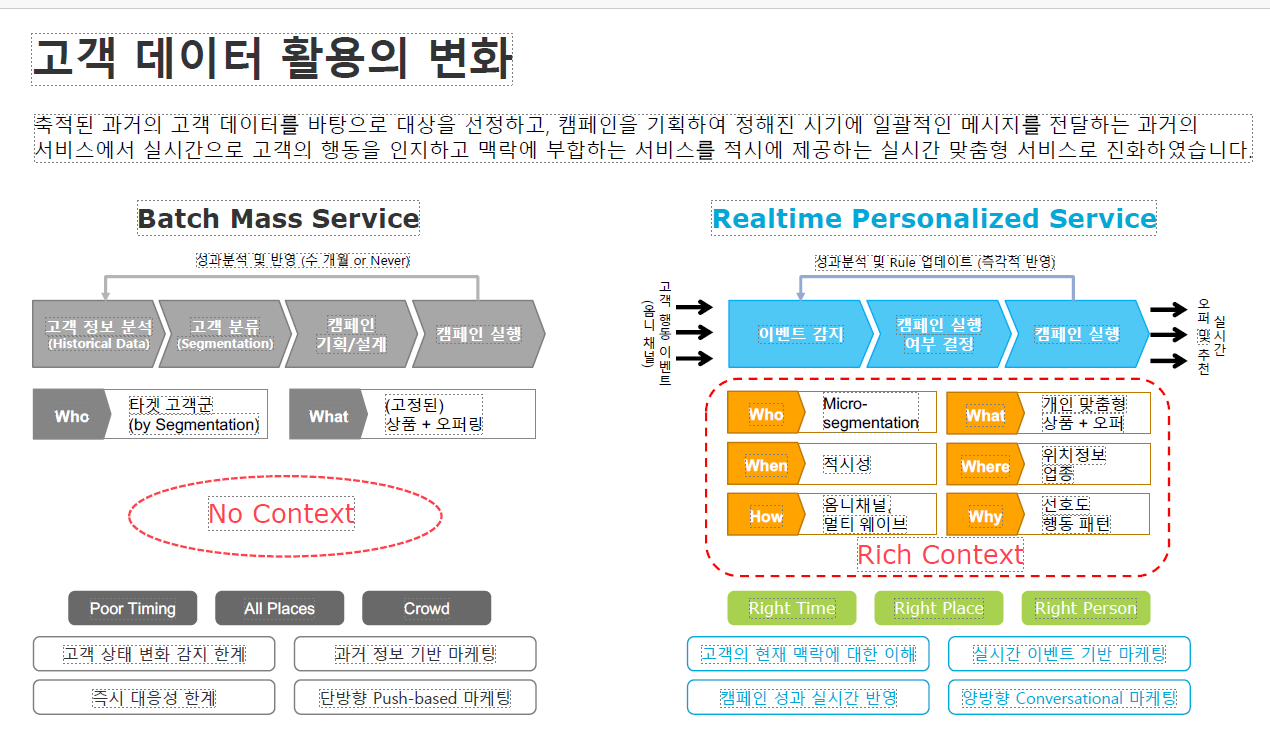 고객 데이터 활용의 변화
축적된 과거의 고객 데이터를 바탕으로 대상을 선정하고, 캠페인을 기획하여 정해진 시기에 일괄적인 메시지를 전달하는 과거의
서비스에서 실시간으로 고객의 행동을 인지하고 맥락에 부합하는 서비스를 적시에 제공하는 실시간 맞춤형 서비스로 진화하였습니다.
Batch Mass Service
성과분석 및 반영 (수 개월 or Never)
고객 정보 분석
(Historical Data)
고객 분류
(Segmentation)
캠페인
기획/설계
캠페인 실행
Who
타겟 고객군
(by Segmentation)
What
(고정된)
상품 + 오퍼링
No Context
Poor Timing
All Places
Crowd
고객 상태 변화 감지 한계
과거 정보 기반 마케팅
즉시 대응성 한계
단방향 Push-based 마케팅
Realtime Personalized Service
성과분석 및 Rule 업데이트 (즉각적 반영)
고객 행동 이벤트
(옴니 채널)
이벤트 감지
캠페인 실행
여부 결정
캠페인 실행
실시간
오퍼 및 추천
Who
Micro-
segmentation
What
개인 맞춤형
상품 + 오퍼
When
적시성
Where
위치정보
업종
How
옴니채널,
멀티 웨이브
Why
선호도
행동 패턴
Rich Context
Right Time
Right Place
Right Person
고객의 현재 맥락에 대한 이해
실시간 이벤트 기반 마케팅
캠페인 성과 실시간 반영
양방향 Conversational 마케팅